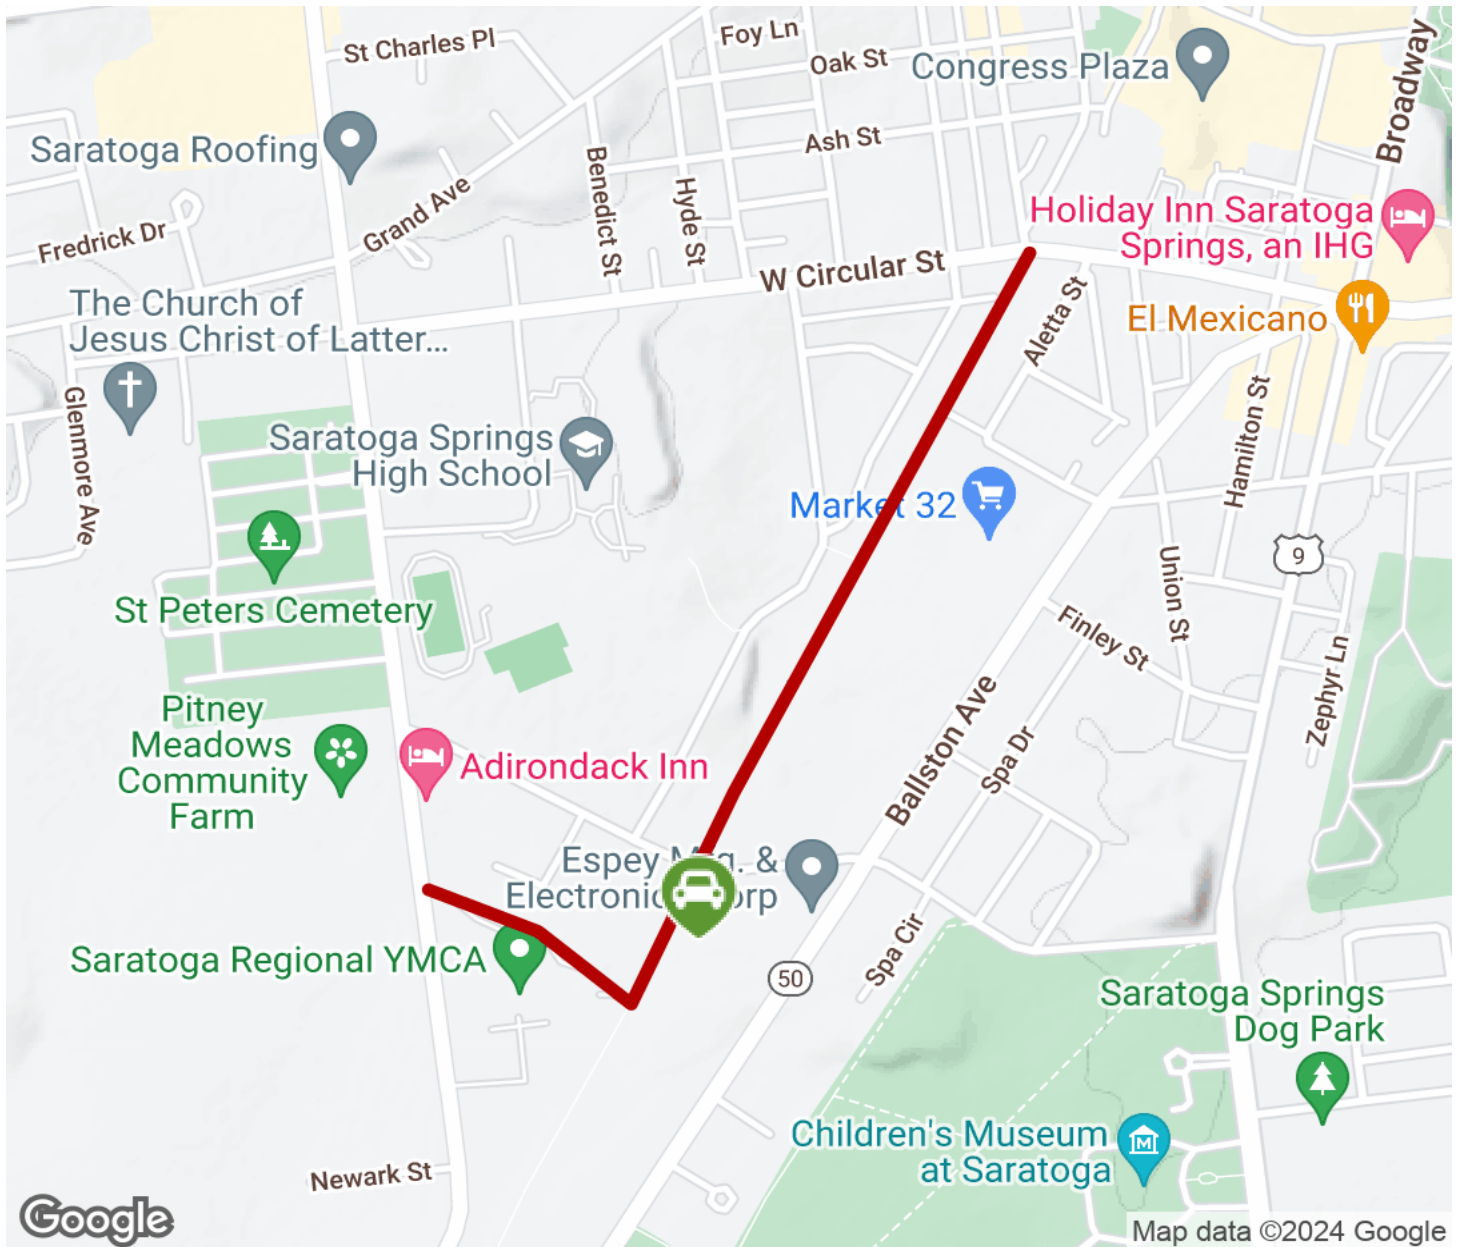 St Charles Pl
Foy Ln
Oak St
Congress Plaza
Broadway
Saratoga Roofing
Ash St
Benedict St
Hyde St
Grand Ave
Fredrick Dr
Holiday Inn Saratoga
Springs, an IHG
W Circular St
Aletta St
The Church of
Jesus Christ of Latter...
El Mexicano
Glenmore Ave
Hamilton St
Saratoga Springs
High School
Market 32
9
St Peters Cemetery
Union St
Finley St
Zephyr Ln
Pitney
Meadows
Community
Farm
Adirondack Inn
Ballston Ave
Spa Dr
Espey & 
Saratoga Regional YMCA
50
Spa Cir
Saratoga Springs
Dog Park
Children's Museum
at Saratoga
Newark St
Google
Map data ©2024 Google